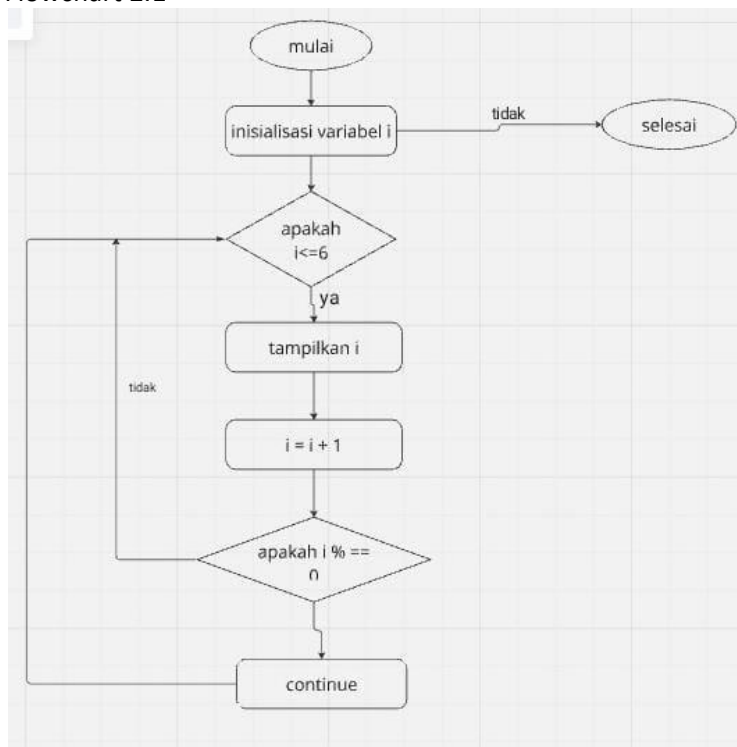 mulai
inisialisasi variabel i
tidak
selesai
apakah
i<=6
ya
tampilkan i
tidak
i = i + 1
apakah i % ==
0
continue